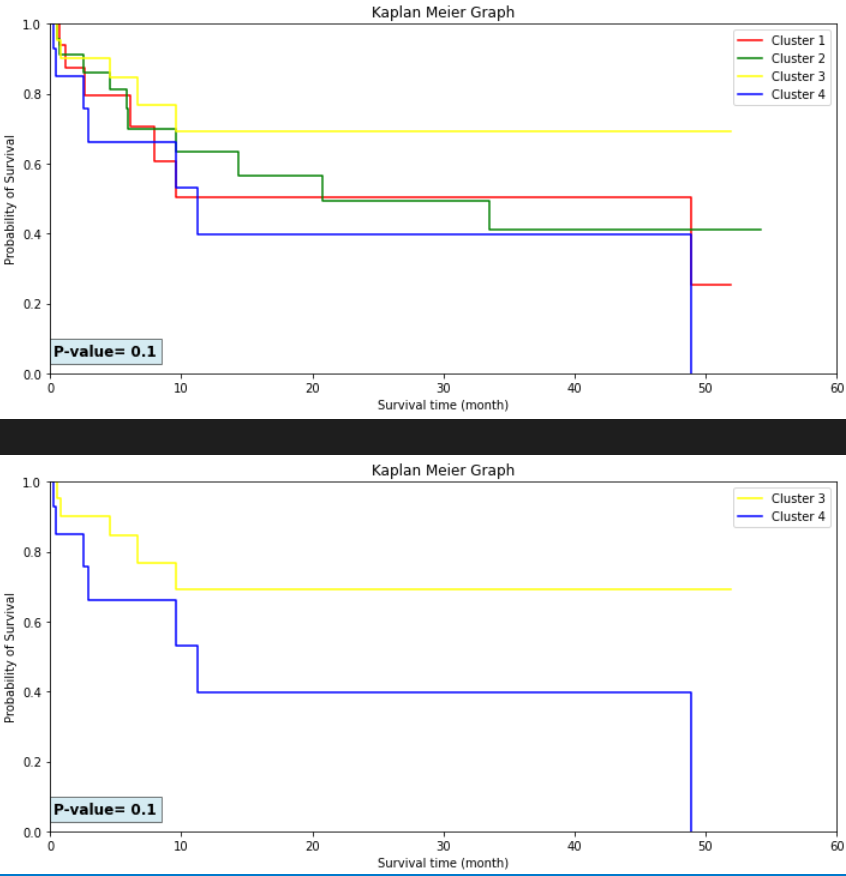 Kaplan Meier Graph
1.0
0.8
0.6
0.4
0.2
0.0
Probability of Survival
Cluster 1
Cluster 2
Cluster 3
Cluster 4
P-value= 0.1
0 10 20 30 40 50 60
Survival time (month)
Kaplan Meier Graph
1.0
0.8
0.6
0.4
0.2
0.0
Probability of Survival
Cluster 3
Cluster 4
P-value= 0.1
0 10 20 30 40 50 60
Survival time (month)